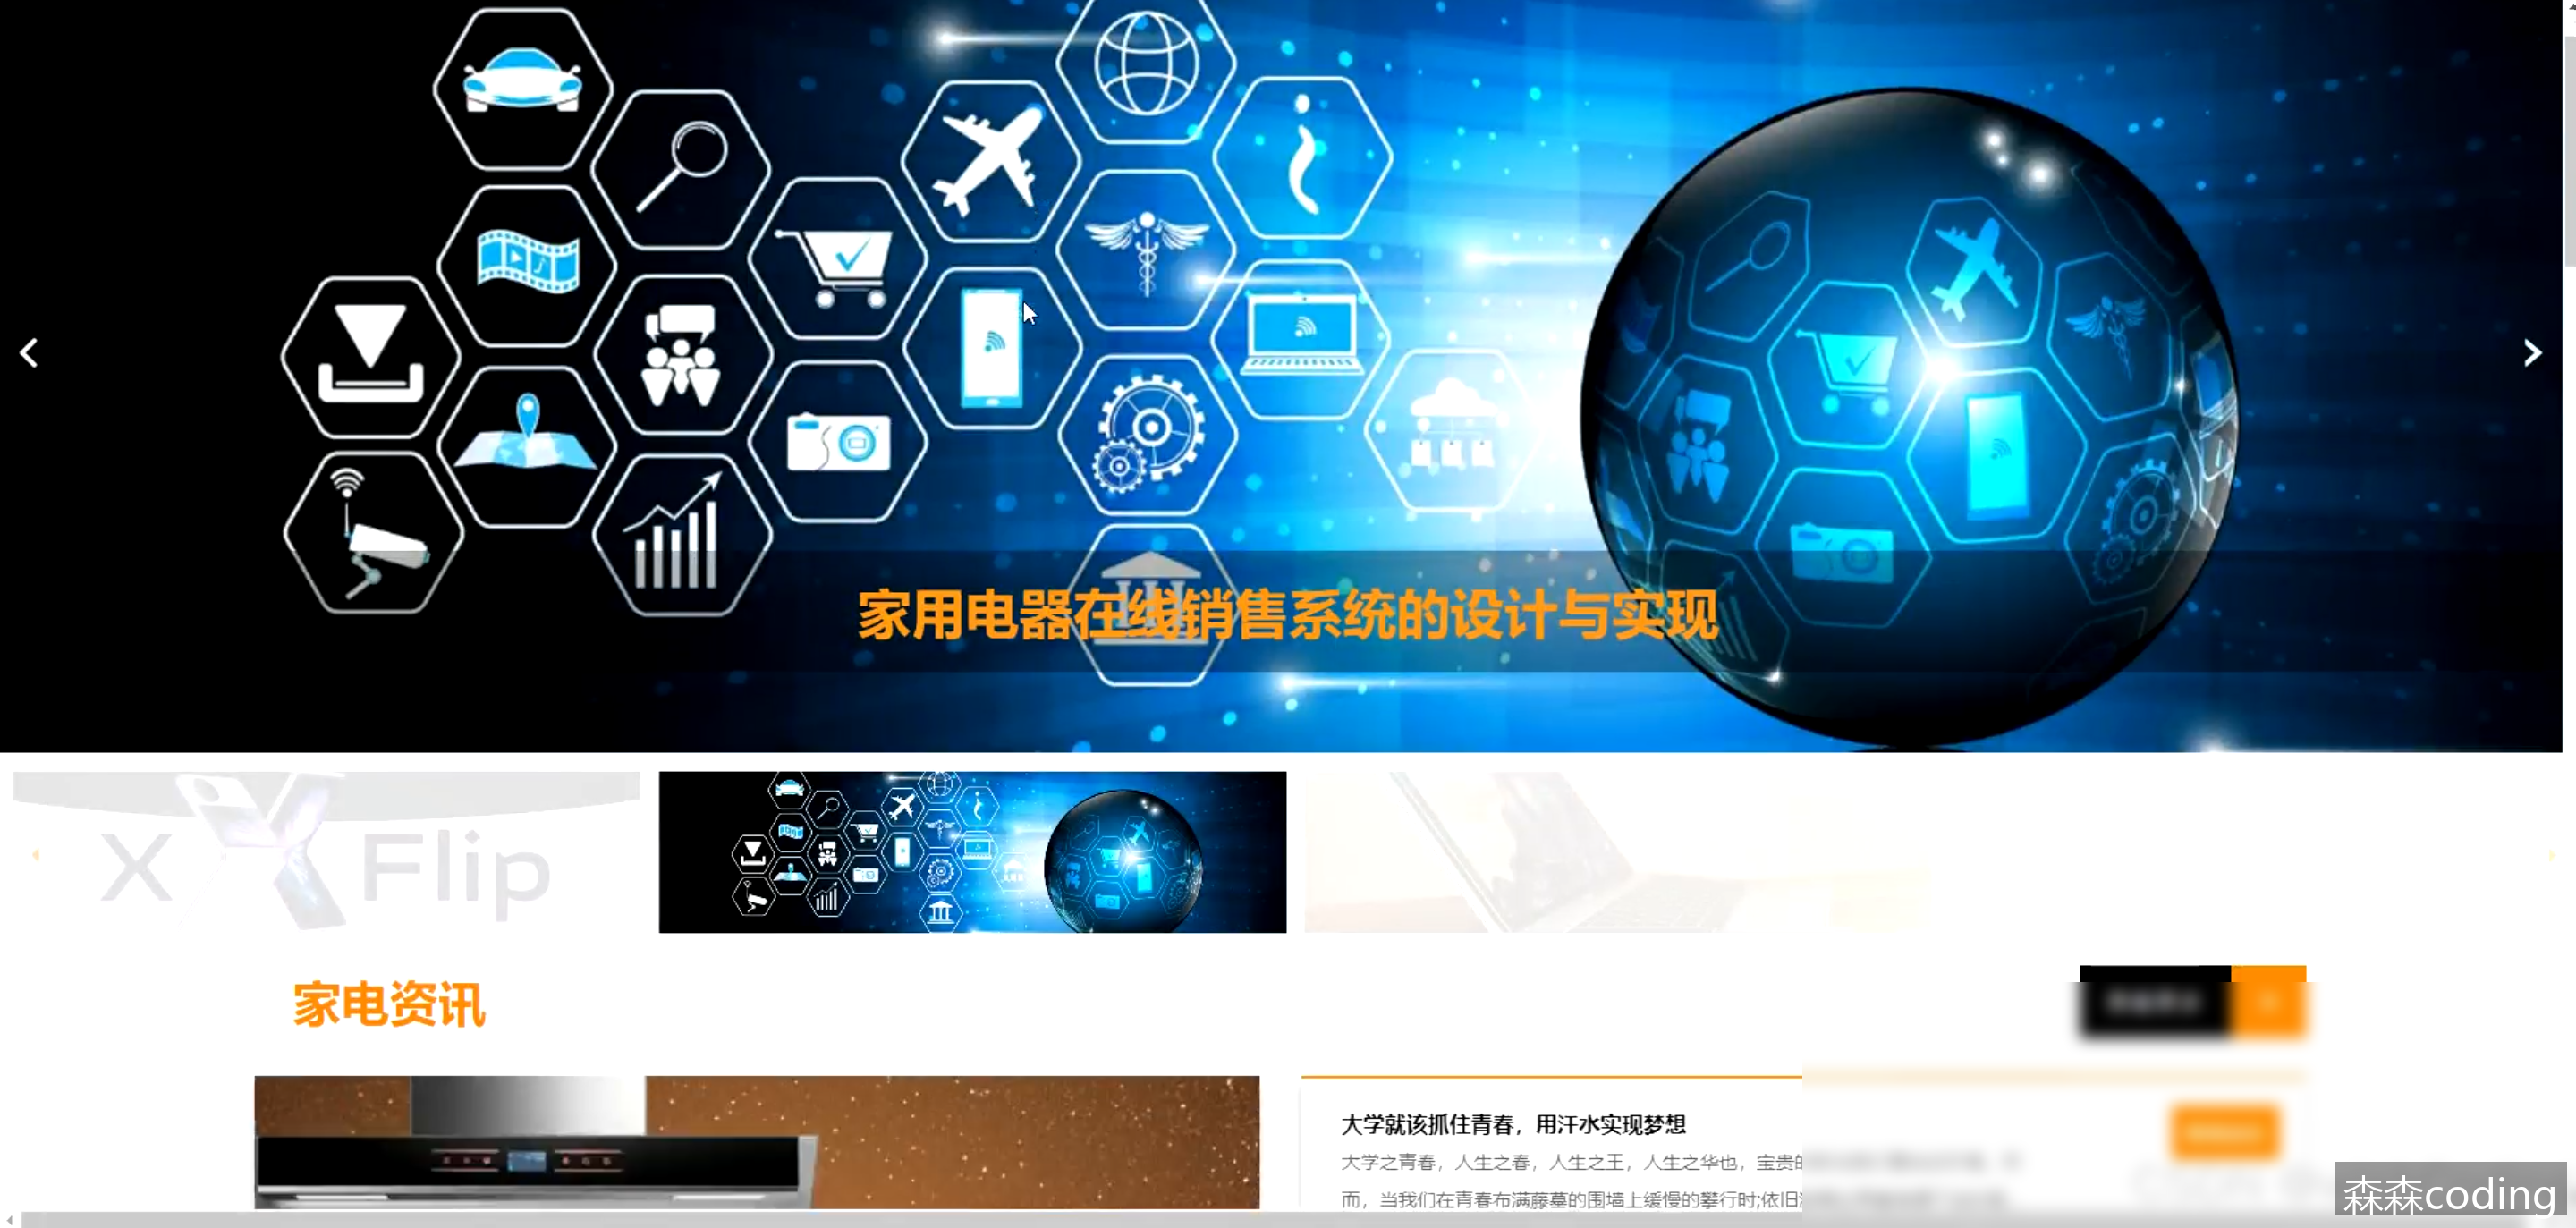 家用电器在线销售系统的设计与实现
X Flip
家电资讯
大学就该抓住青春，用汗水实现梦想
大学之青春，人生之春，人生之王，人生之华也，宝贵的
而，当我们在青春布满藤蔓的围墙上缓慢的攀行时;依旧
森森coding